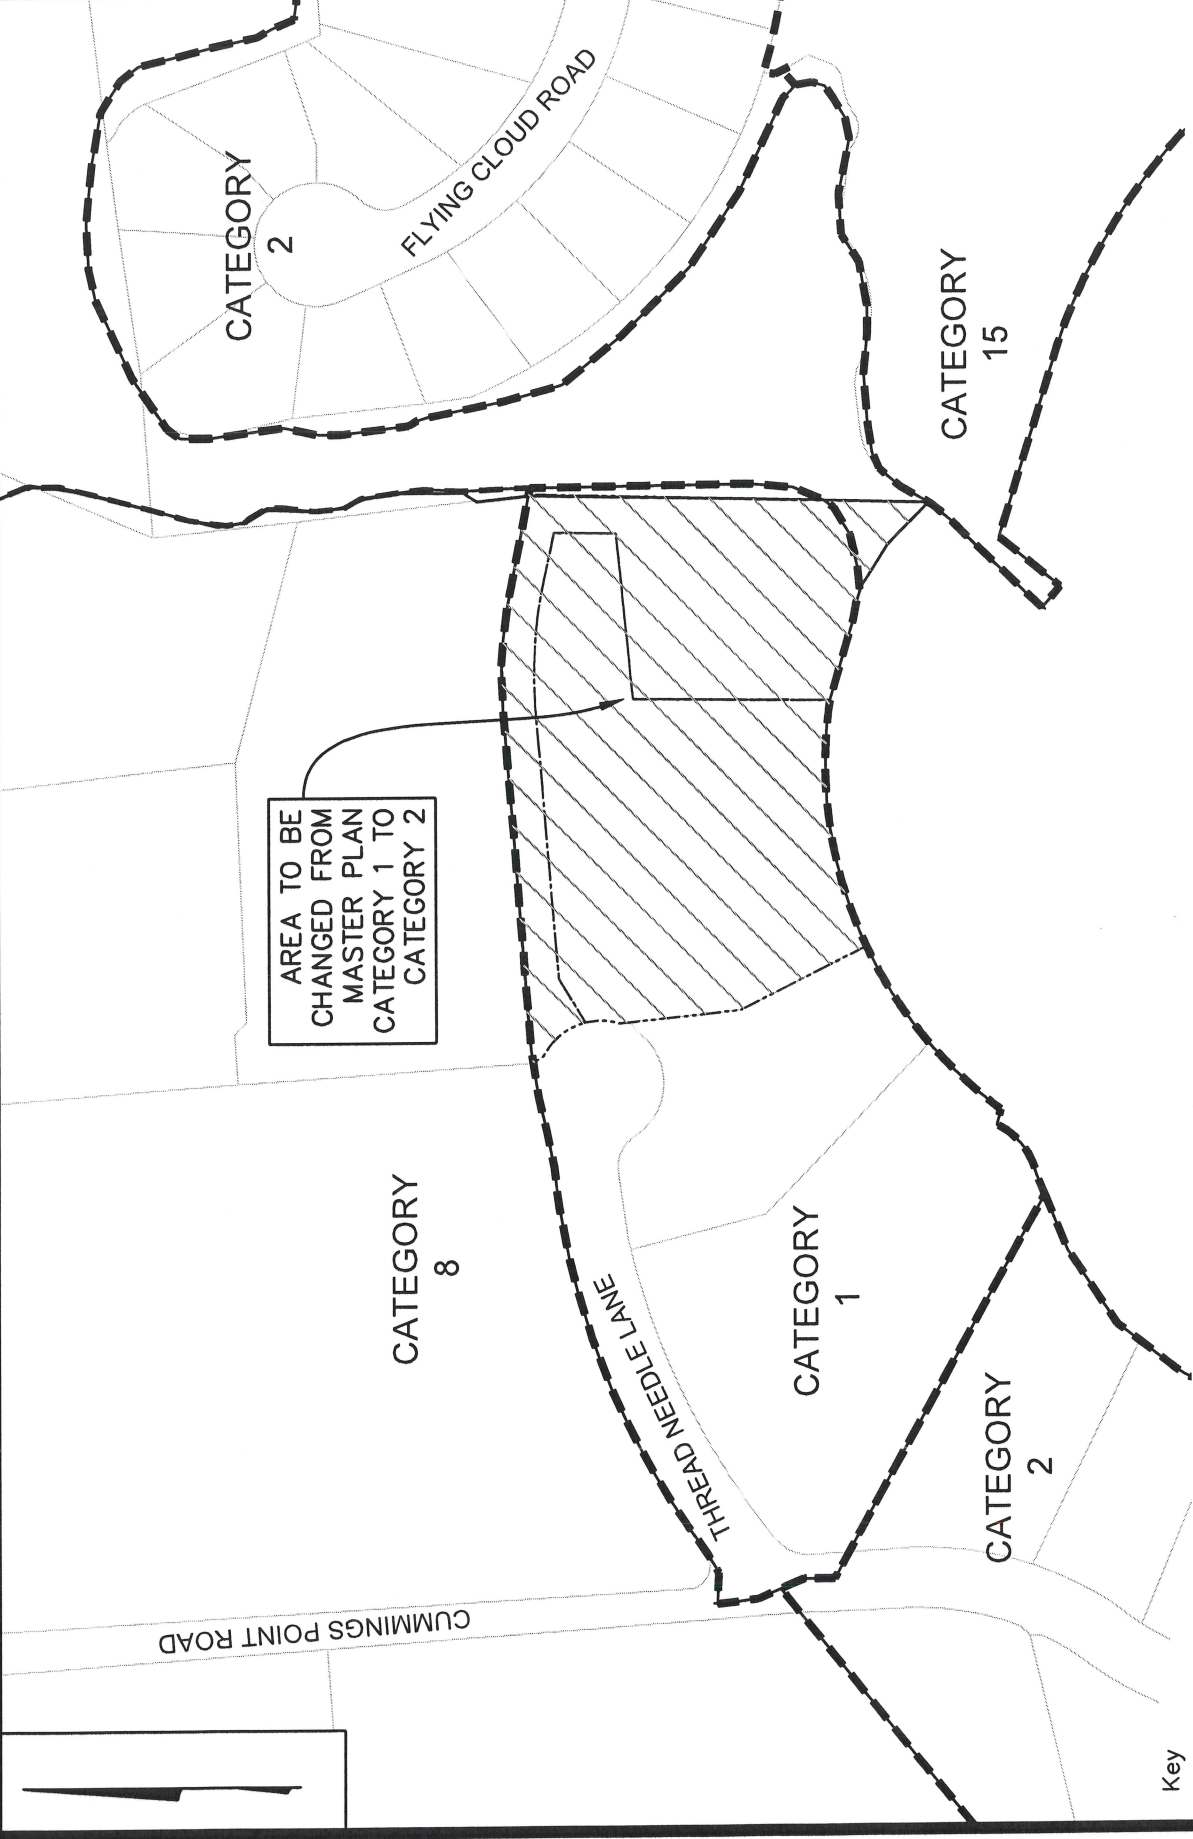 CUMMINGS POINT ROAD
CATEGORY
8
THREAD NEEDLE LANE
CATEGORY
1
CATEGORY
2
AREA TO BE
CHANGED FROM
MASTER PLAN
CATEGORY 1 TO
CATEGORY 2
CATEGORY
2
FLYING CLOUD ROAD
CATEGORY
15
Key